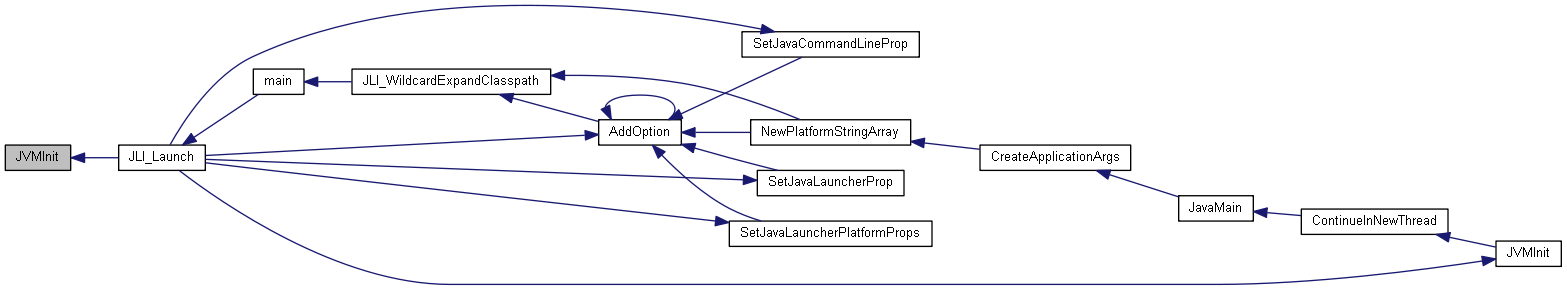 SetJavaCommandLineProp
main
JLI_WildcardExpandClasspath
AddOption
NewPlatformStringArray
JVMInit
JLI_Launch
CreateApplicationArgs
SetJavaLauncherProp
JavaMain
ContinueInNewThread
SetJavaLauncherPlatformProps
JVMInit